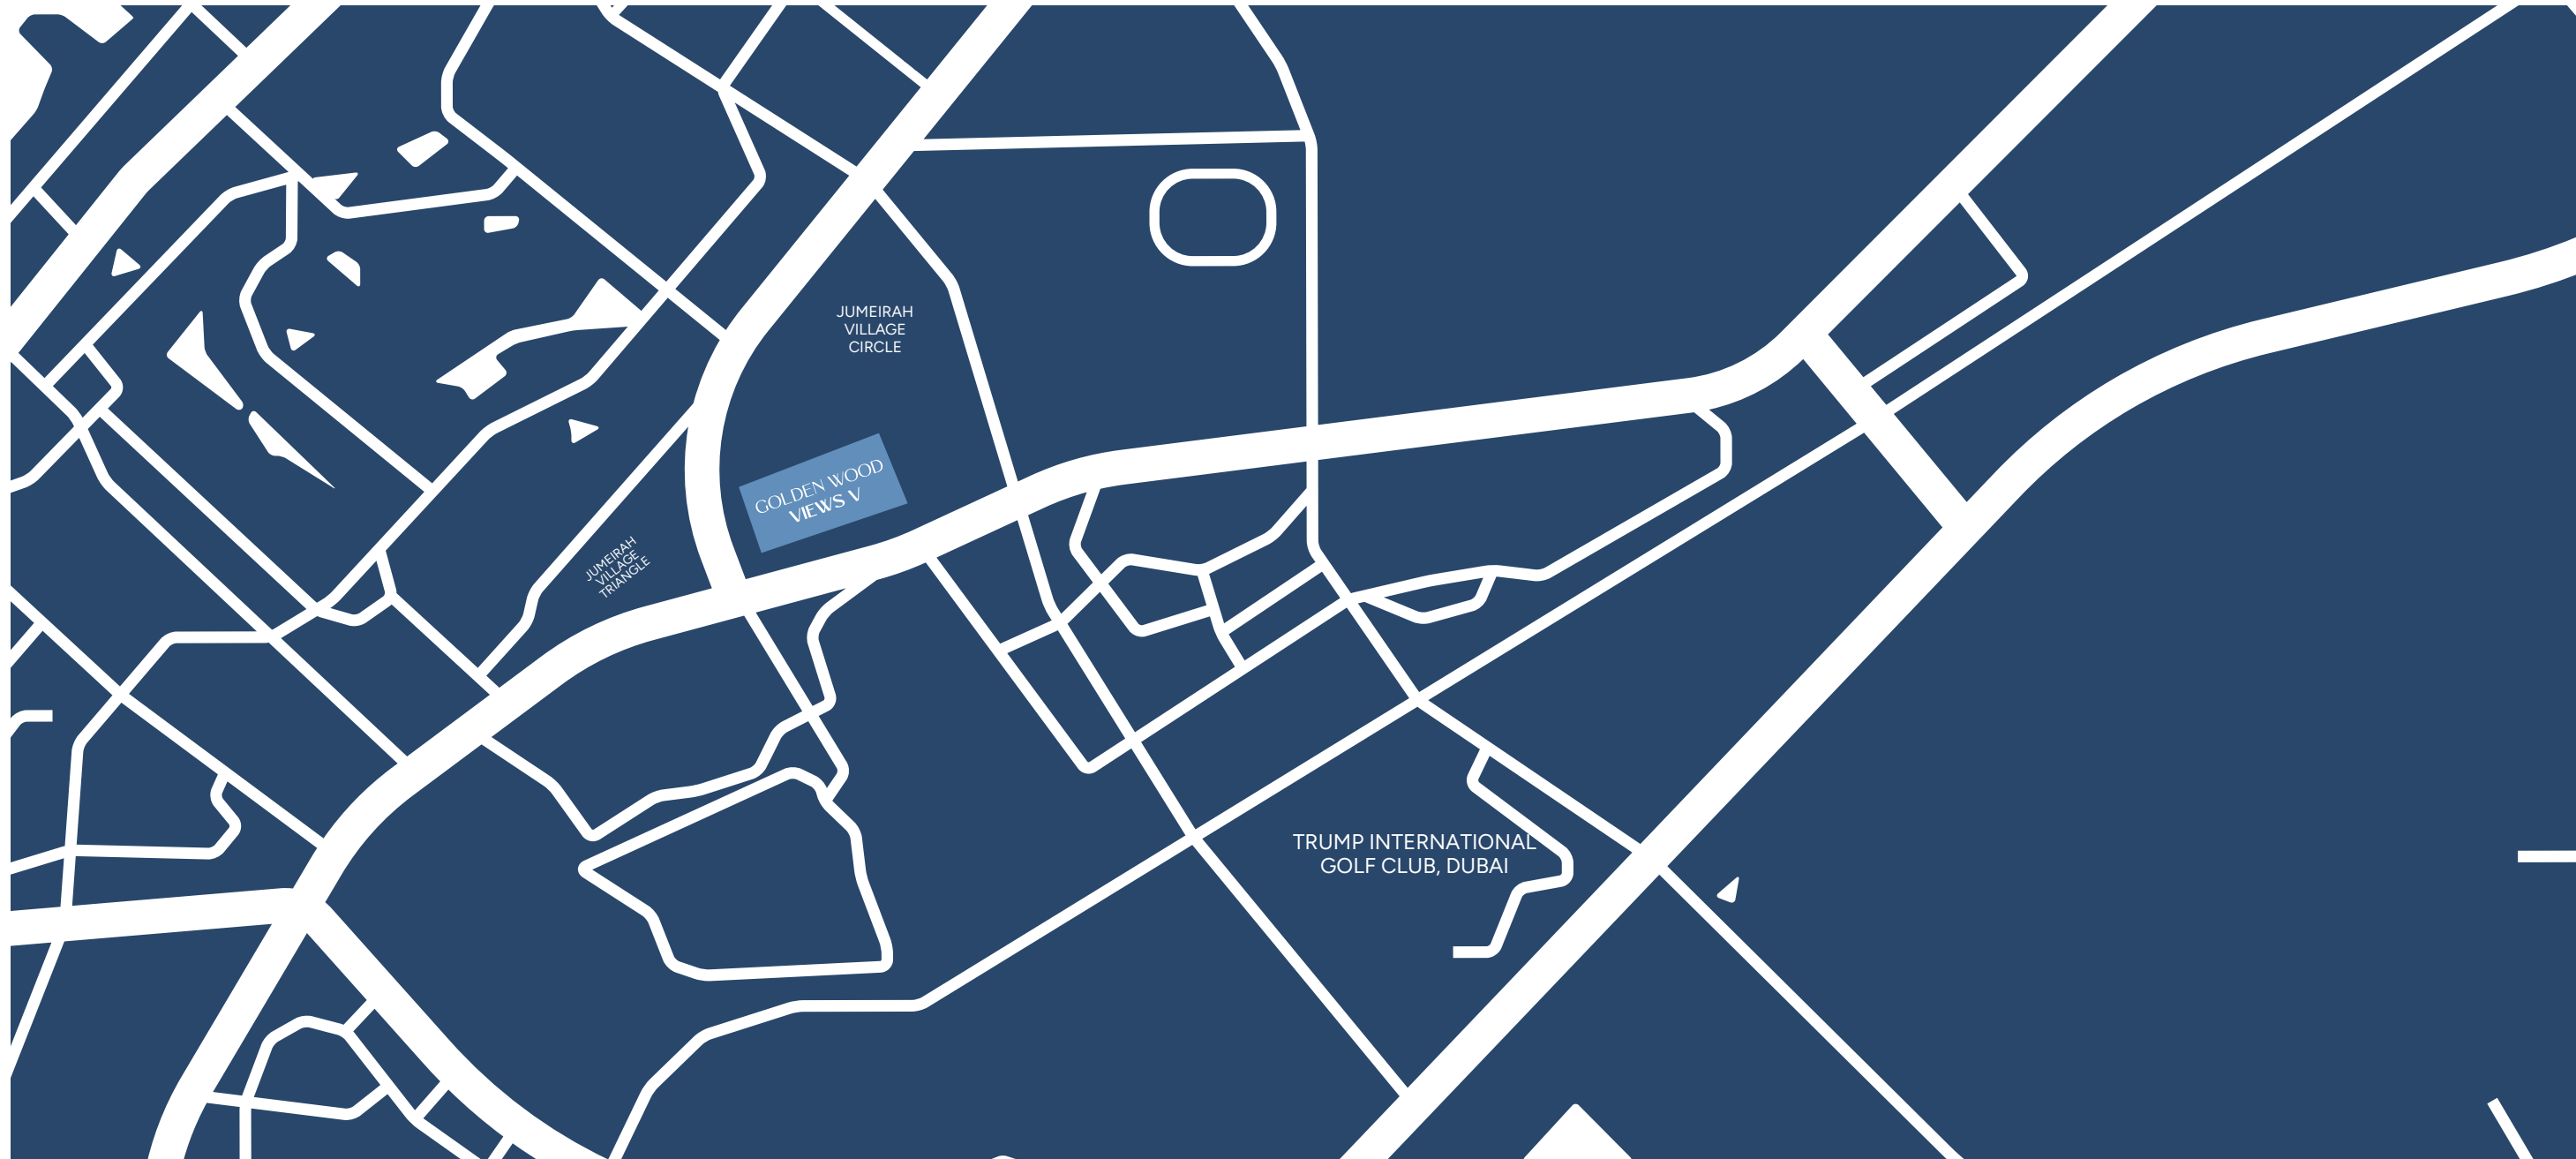 JUMEIRAH
VILLAGE
CIRCLE
GOLDEN WOOD
VIEWS V
JUMEIRAH
VILLAGE
TRIANGLE
TRUMP INTERNATIONAL
GOLF CLUB, DUBAI